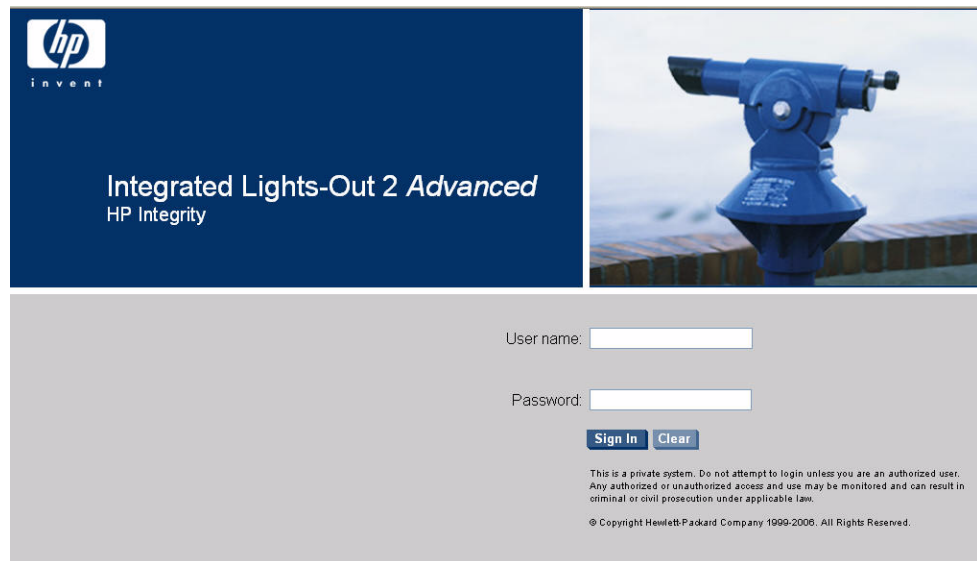 hp
invent
Integrated Lights-Out 2 Advanced
HP Integrity
User name:
Password:
Sign In Clear
This is a private system. Do not attempt to login unless you are an authorized user.
Any authorized or unauthorized access and use may be monitored and can result in
criminal or civil prosecution under applicable law.
© Copyright Hewlett-Packard Company 1999-2006. All Rights Reserved.